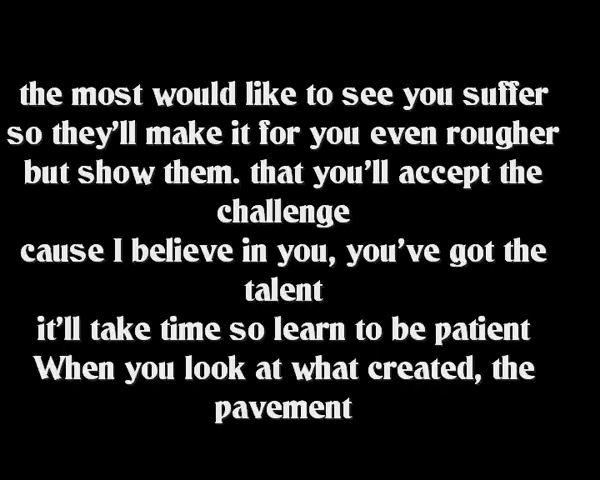 the most would like to see you suffer
so they'll make it for you even rougher
but show them. that you'll accept the
challenge
cause I believe in you, you've got the
talent
it'll take time so learn to be patient
When you look at what created, the
pavement